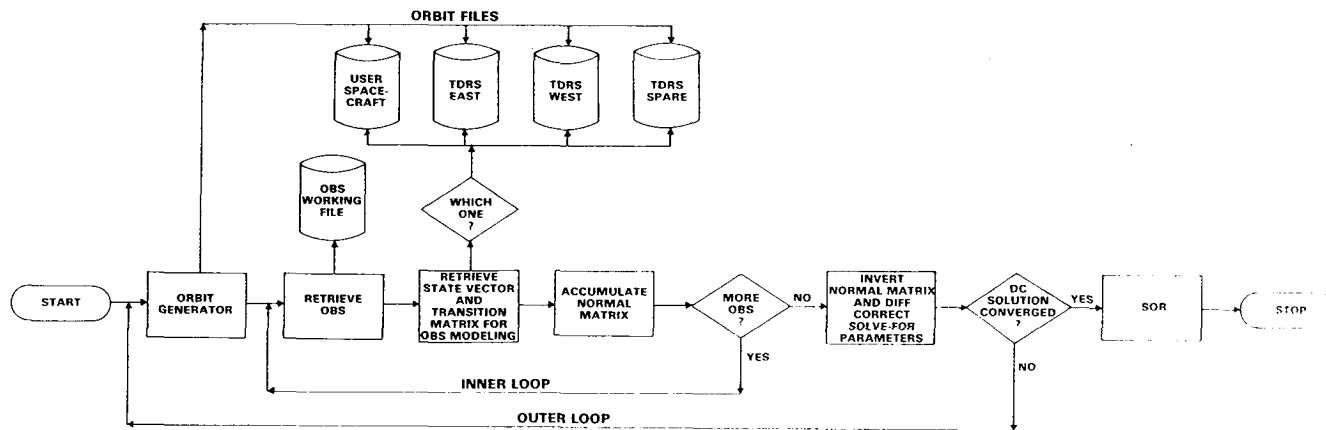 ORBIT FILES
USER
SPACE-
CRAFT
TDRS
EAST
TDRS
WEST
TDRS
SPARE
OBS
WORKING
FILE
WHICH
ONE
?
START
ORBIT
GENERATOR
RETRIEVE
OBS
RETRIEVE
STATE VECTOR
AND
TRANSITION
MATRIX FOR
OBS MODELING
ACCUMULATE
NORMAL
MATRIX
MORE
OBS
?
NO
YES
INVERT
NORMAL MATRIX
AND DIFF
CORRECT
SOLVE-FOR
PARAMETERS
DC
SOLUTION
CONVERGED
?
YES
NO
SOR
STOP
INNER LOOP
OUTER LOOP